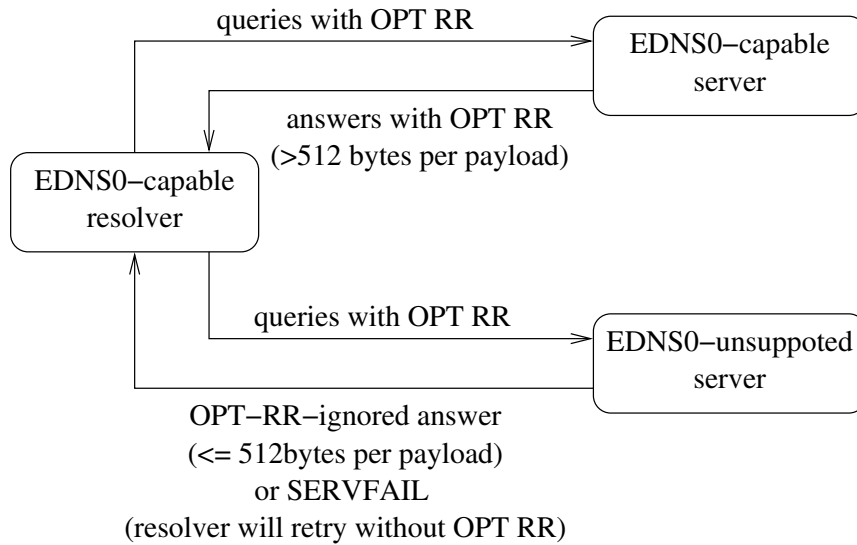 queries with OPT RR
EDNS0−capable
server
answers with OPT RR
(>512 bytes per payload)
EDNS0−capable
resolver
queries with OPT RR
EDNS0−unsuppoted
server
OPT−RR−ignored answer
(<= 512bytes per payload)
or SERVFAIL
(resolver will retry without OPT RR)